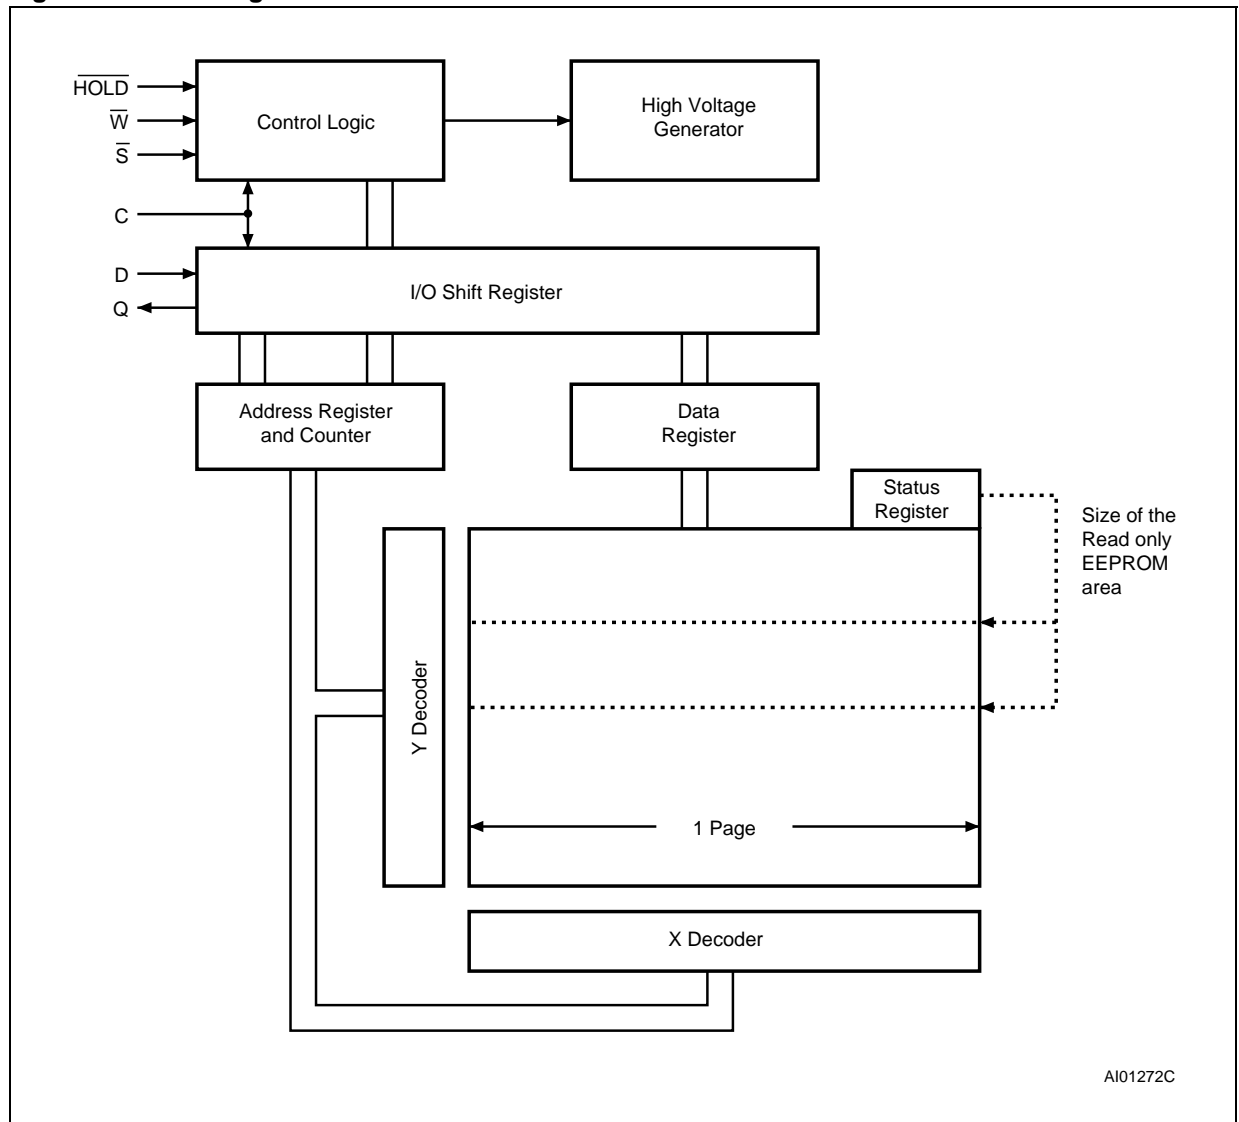 HOLD
W
S
C
D
Q
Control Logic
High Voltage
Generator
I/O Shift Register
Address Register
and Counter
Data
Register
Status
Register
Size of the
Read only
EEPROM
area
Y Decoder
1 Page
X Decoder
AI01272C